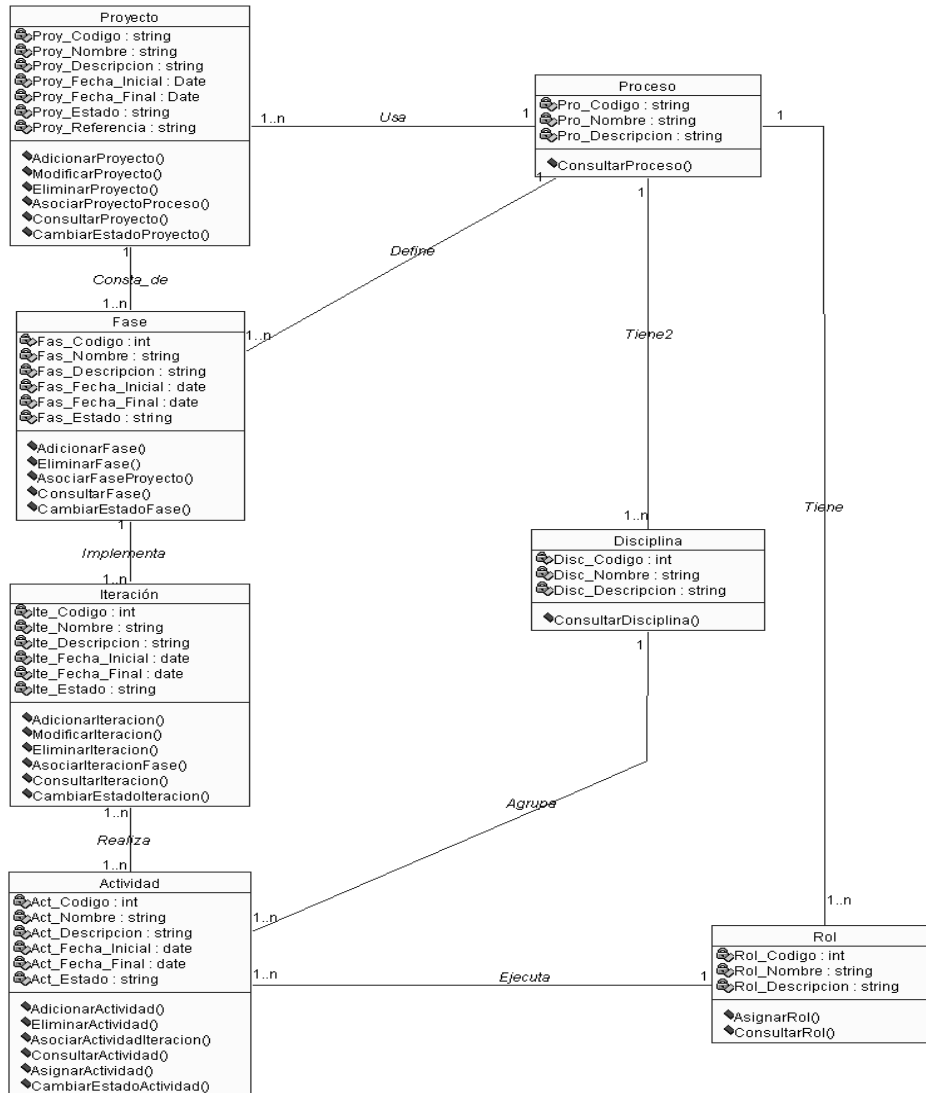 Proyecto
Proy_Codigo : string
Proy_Nombre : string
Proy_Descripcion : string
Proy_Fecha_Inicial : Date
Proy_Fecha_Final : Date
Proy_Estado : string
Proy_Referencia : string
AdicionarProyecto()
ModificarProyecto()
EliminarProyecto()
AsociarProyectoProceso()
ConsultarProyecto()
CambiarEstadoProyecto()
1..n
Usa
1
Proceso
Pro_Codigo : string
Pro_Nombre : string
Pro_Descripcion : string
ConsultarProceso()
1
1
1
1
Consta_de
1..n
Define
1..n
Fase
Fas_Codigo : int
Fas_Nombre : string
Fas_Descripcion : string
Fas_Fecha_Inicial : date
Fas_Fecha_Final : date
Fas_Estado : string
AdicionarFase()
EliminarFase()
AsociarFaseProyecto()
ConsultarFase()
CambiarEstadoFase()
Tiene2
1..n
Tiene
1
Implementa
1..n
Disciplina
Disc_Codigo : int
Disc_Nombre : string
Disc_Descripcion : string
ConsultarDisciplina()
1
Iteración
Ite_Codigo : int
Ite_Nombre : string
Ite_Descripcion : string
Ite_Fecha_Inicial : date
Ite_Fecha_Final : date
Ite_Estado : string
AdicionarIteracion()
ModificarIteracion()
EliminarIteracion()
AsociarIteracionFase()
ConsultarIteracion()
CambiarEstadoIteracion()
1..n
Realiza
1..n
Agrupa
1..n
Actividad
Act_Codigo : int
Act_Nombre : string
Act_Descripcion : string
Act_Fecha_Inicial : date
Act_Fecha_Final : date
Act_Estado : string
AdicionarActividad()
EliminarActividad()
AsociarActividadIteracion()
ConsultarActividad()
AsignarActividad()
CambiarEstadoActividad()
1..n
Ejecuta
1
1..n
Rol
Rol_Codigo : int
Rol_Nombre : string
Rol_Descripcion : string
AsignarRol()
ConsultarRol()